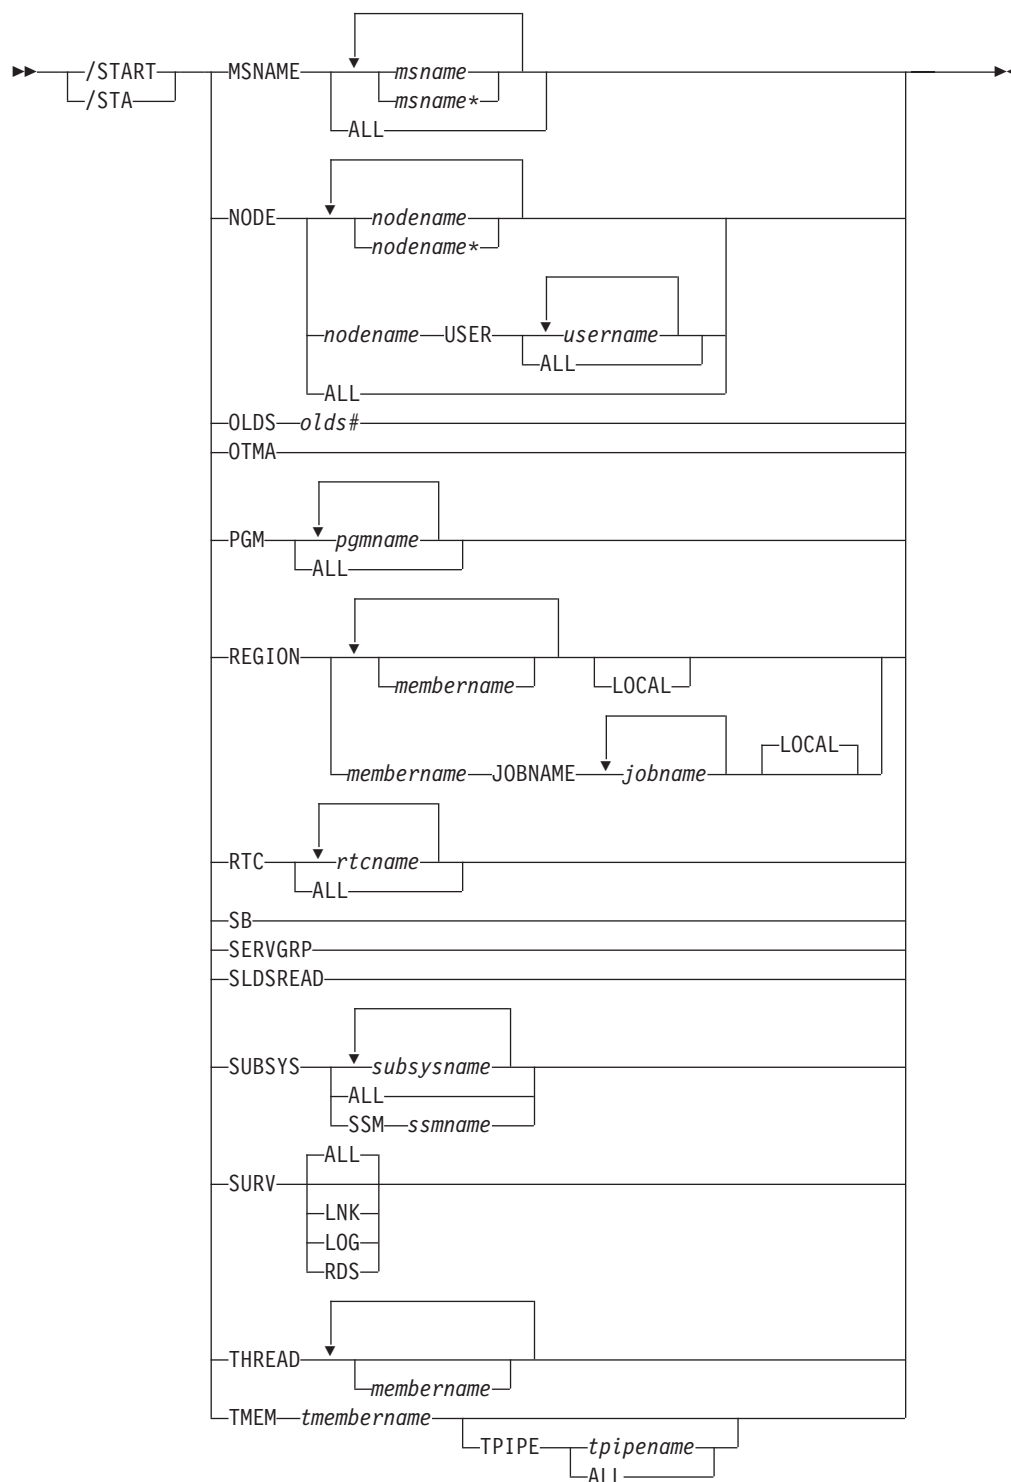 /START MSNAME msname
/STA msname*
ALL
NODE nodename
nodename*
nodename USER username
ALL
ALL
OLDS olds#
OTMA
PGM pgmname
ALL
REGION
membername LOCAL
LOCAL
membername JOBNAME jobname
RTC rtcname
ALL
SB
SERVGRP
SLDSREAD
SUBSYS subsysname
ALL
SSM ssmname
ALL
SURV
LNK
LOG
RDS
THREAD
membername
TMEM tmembername
TPIPE tpipename
ALL